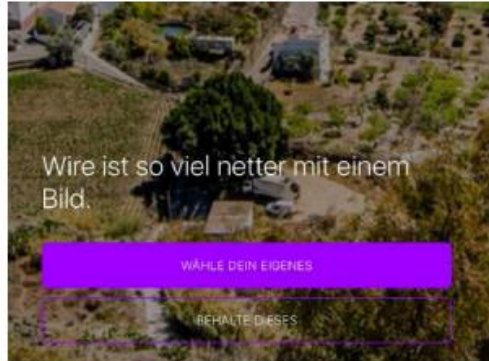 Wire ist so viel netter mit einem
Bild.
WÄHLE DEIN EIGENES
BEHALTE DIESES